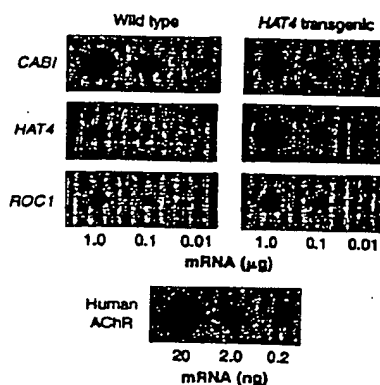 Wild type HAT4 transgenic
CABI
HAT4
ROC1
1.0 0.1 0.01 1.0 0.1 0.01
mRNA (µg)
Human
AChR
20 2.0 0.2
mRNA (ng)